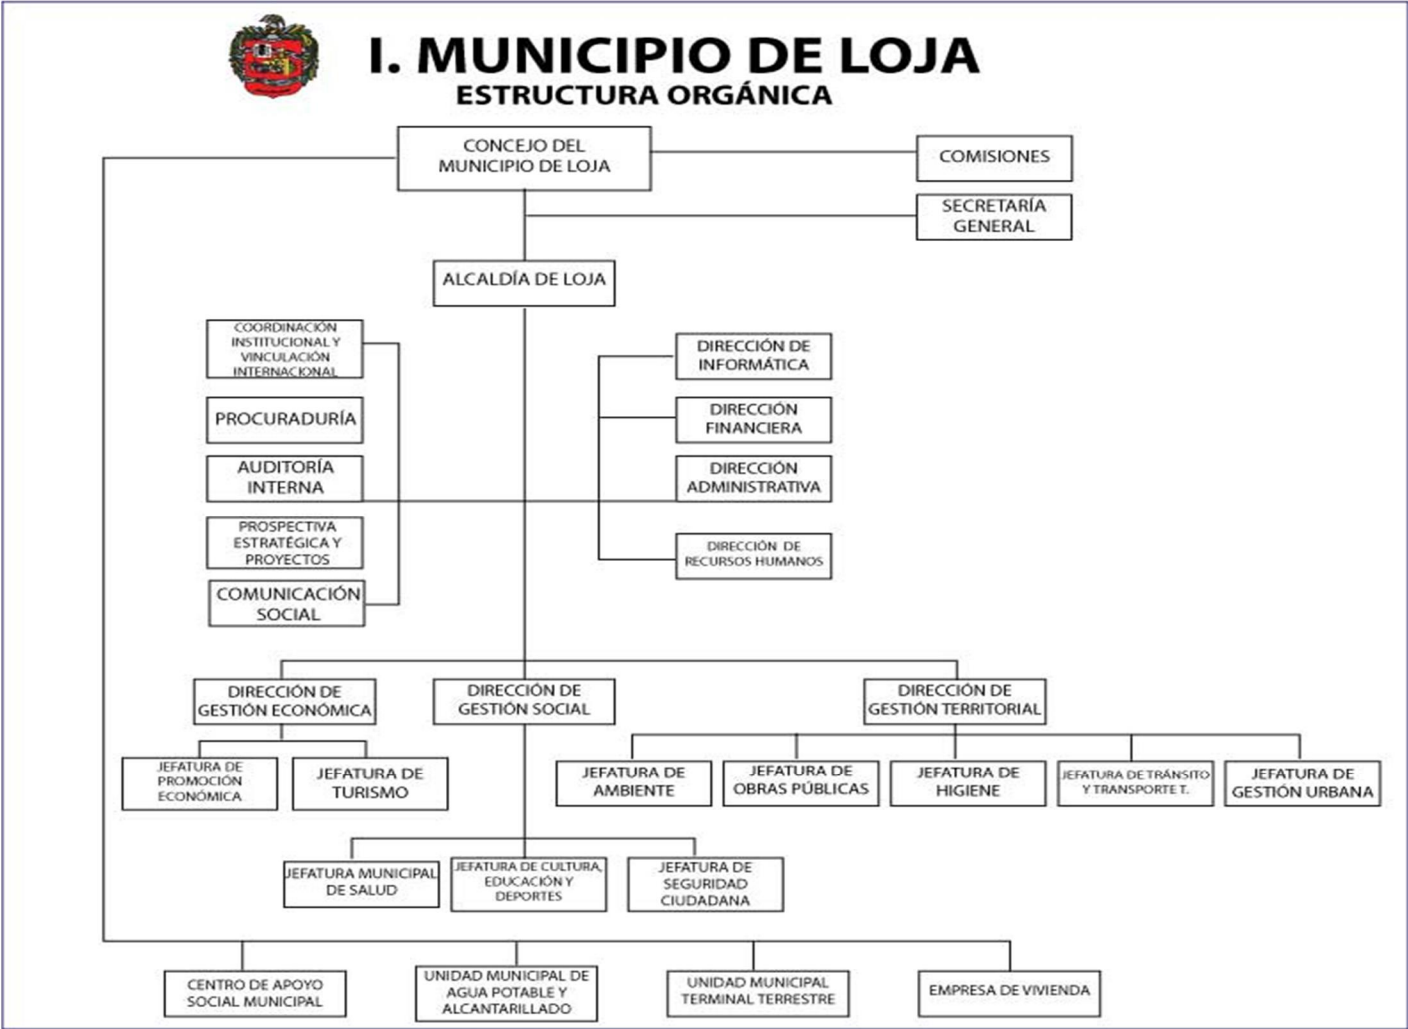 I. MUNICIPIO DE LOJA
ESTRUCTURA ORGÁNICA
CONCEJO DEL
MUNICIPIO DE LOJA
COMISIONES
SECRETARÍA
GENERAL
ALCALDÍA DE LOJA
COORDINACIÓN
INSTITUCIONAL Y
VINCULACIÓN
INTERNACIONAL
PROCURADURÍA
AUDITORÍA
INTERNA
PROSPECTIVA
ESTRATÉGICA Y
PROYECTOS
COMUNICACIÓN
SOCIAL
DIRECCIÓN DE
INFORMÁTICA
DIRECCIÓN
FINANCIERA
DIRECCIÓN
ADMINISTRATIVA
DIRECCIÓN DE
RECURSOS HUMANOS
DIRECCIÓN DE
GESTIÓN ECONÓMICA
DIRECCIÓN DE
GESTIÓN SOCIAL
DIRECCIÓN DE
GESTIÓN TERRITORIAL
JEFATURA DE
PROMOCIÓN
ECONÓMICA
JEFATURA DE
TURISMO
JEFATURA DE
AMBIENTE
JEFATURA DE
OBRAS PÚBLICAS
JEFATURA DE
HIGIENE
JEFATURA DE TRÁNSITO
Y TRANSPORTE T.
JEFATURA DE
GESTIÓN URBANA
JEFATURA MUNICIPAL
DE SALUD
JEFATURA DE CULTURA,
EDUCACIÓN Y
DEPORTES
JEFATURA DE
SEGURIDAD
CIUDADANA
CENTRO DE APOYO
SOCIAL MUNICIPAL
UNIDAD MUNICIPAL DE
AGUA POTABLE Y
ALCANTARILLADO
UNIDAD MUNICIPAL
TERMINAL TERRESTRE
EMPRESA DE VIVIENDA